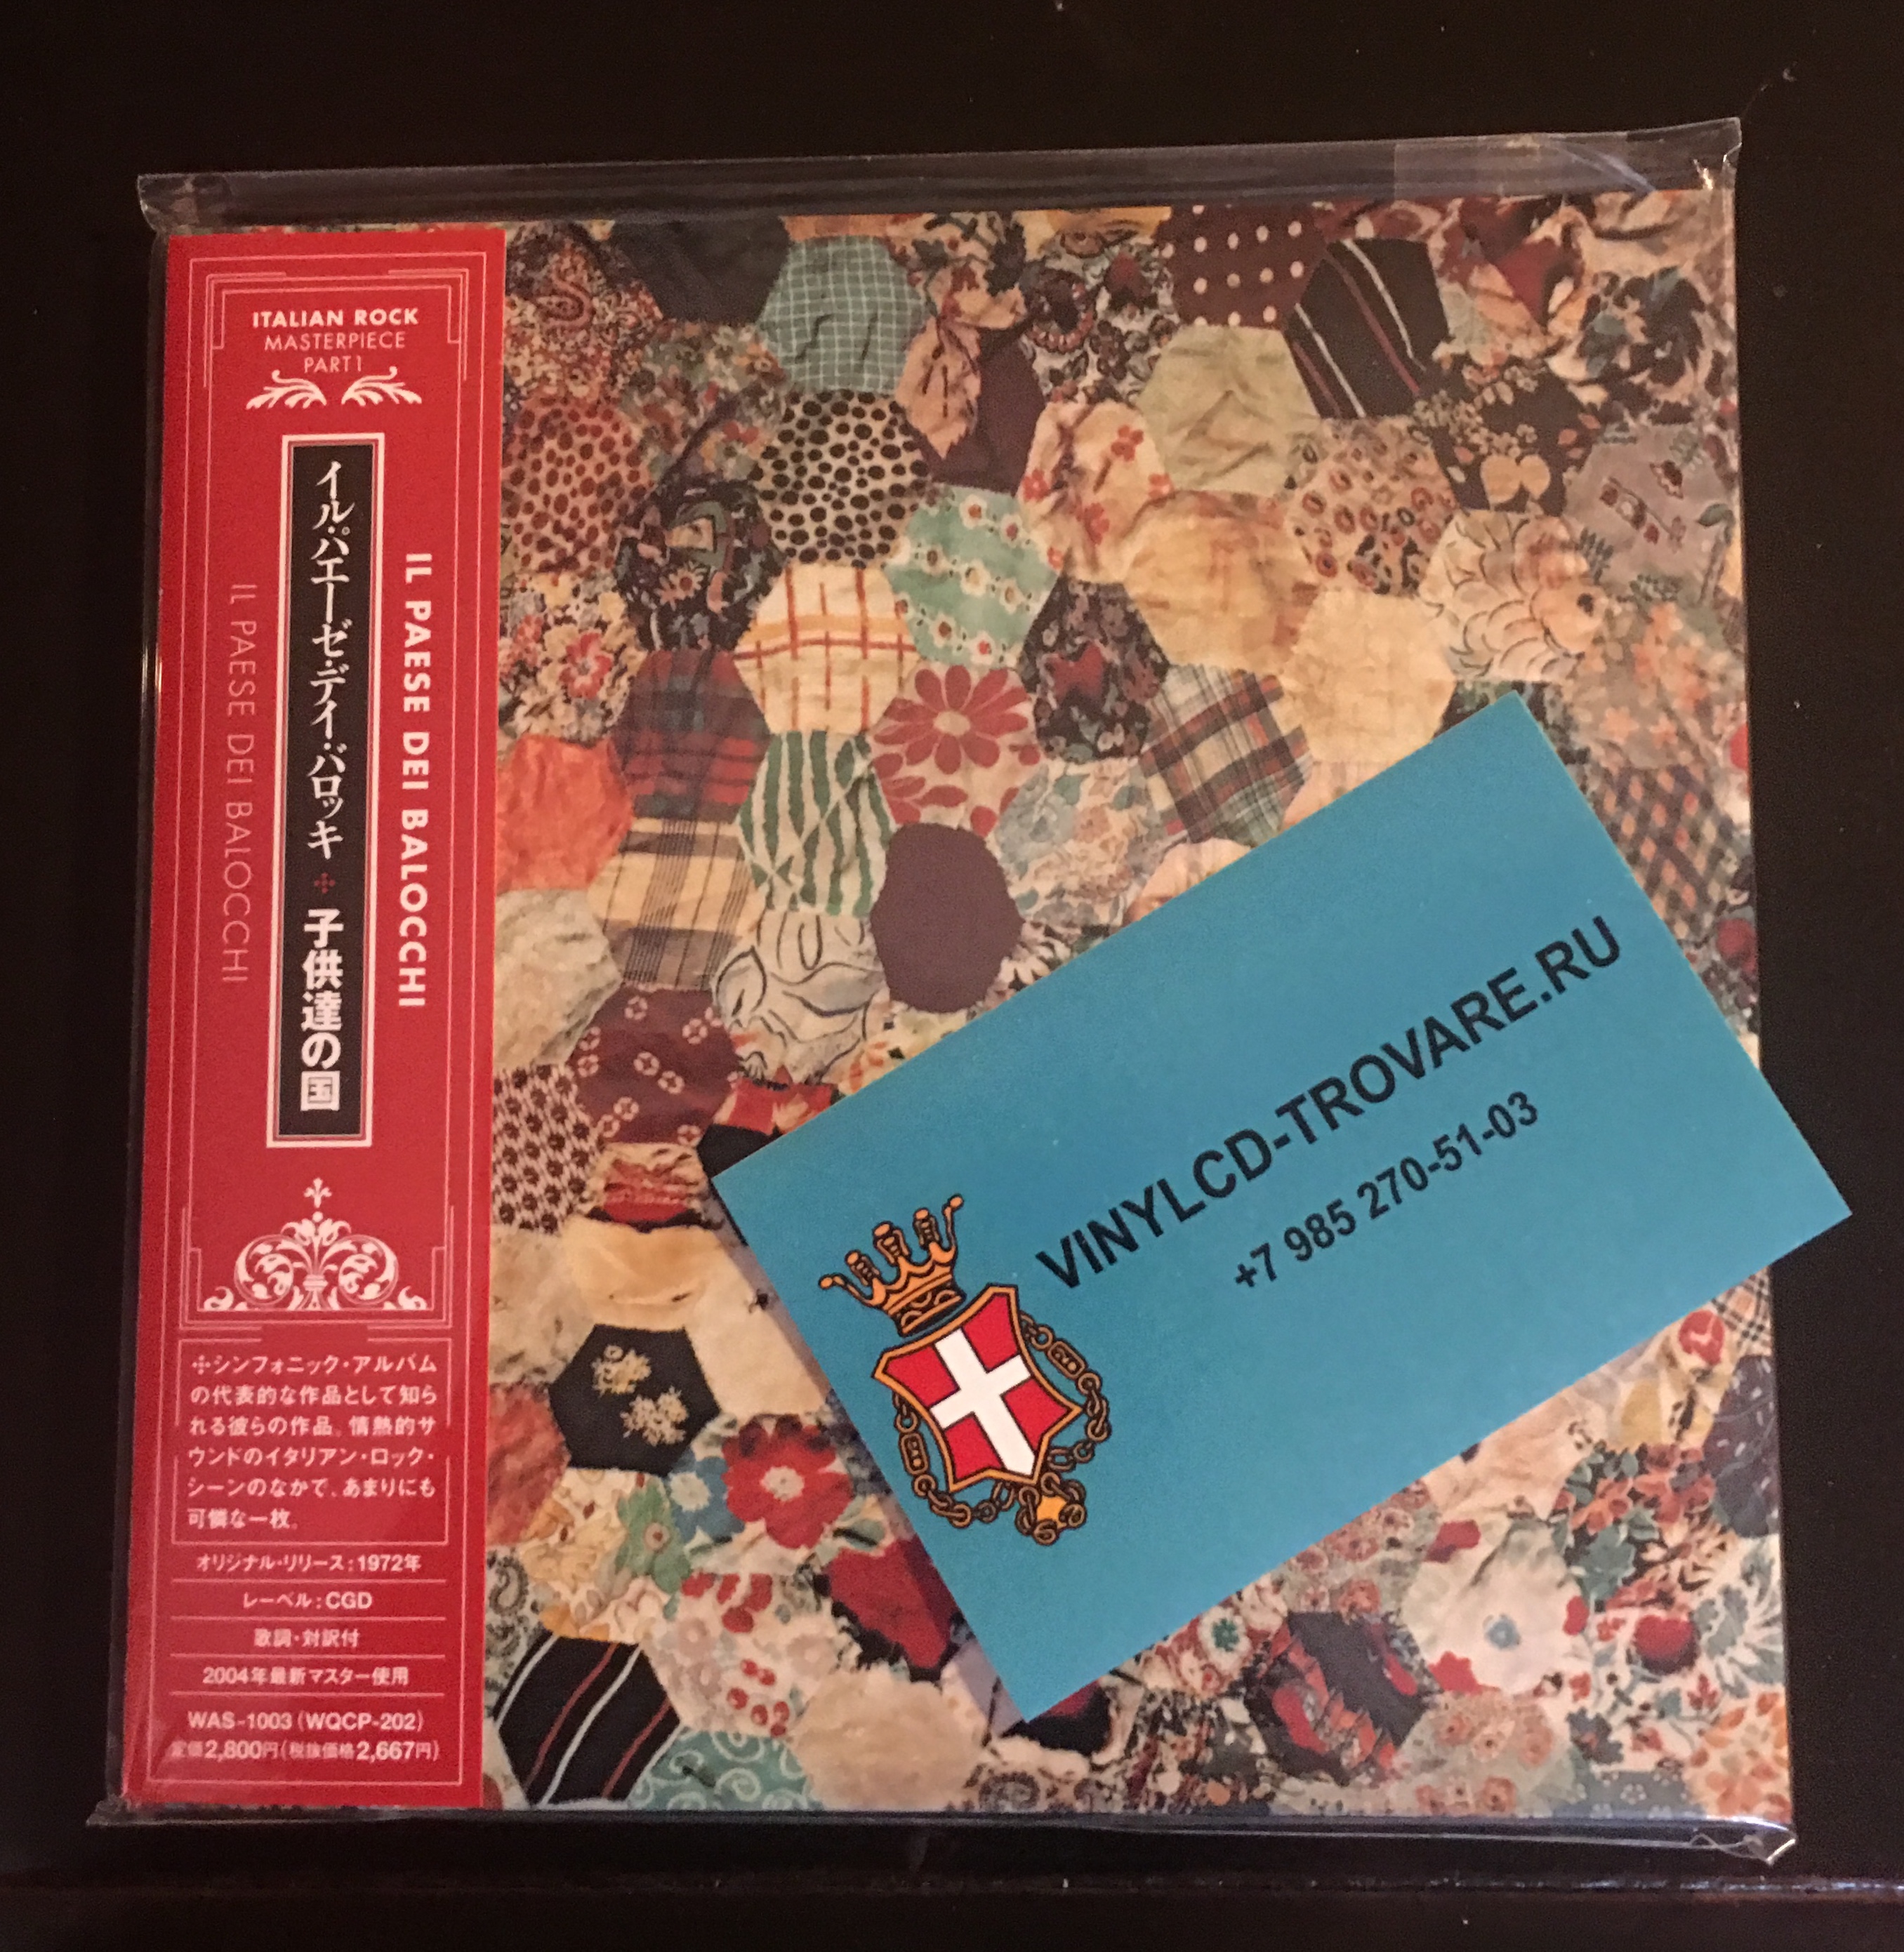 ITALIAN ROCK
MASTERPIECE
PART1
IL PAESE DEI BALOCCHI
イル・パエーゼ・デイ・バロッキ ✣ 子供達の国
IL PAESE DEI BALOCCHI
✣シンフォニック・アルバム
の代表的な作品として知ら
れる彼らの作品。情熱的サ
ウンドのイタリアン・ロック・
シーンのなかで、あまりにも
可憐な一枚。
オリジナル・リリース：1972年
レーベル：CGD
歌詞・対訳付
2004年最新マスター使用
WAS-1003 (WQCP-202)
定価2,800円(税抜価格2,667円)
VINYLCD-TROVARE.RU
+7 985 270-51-03